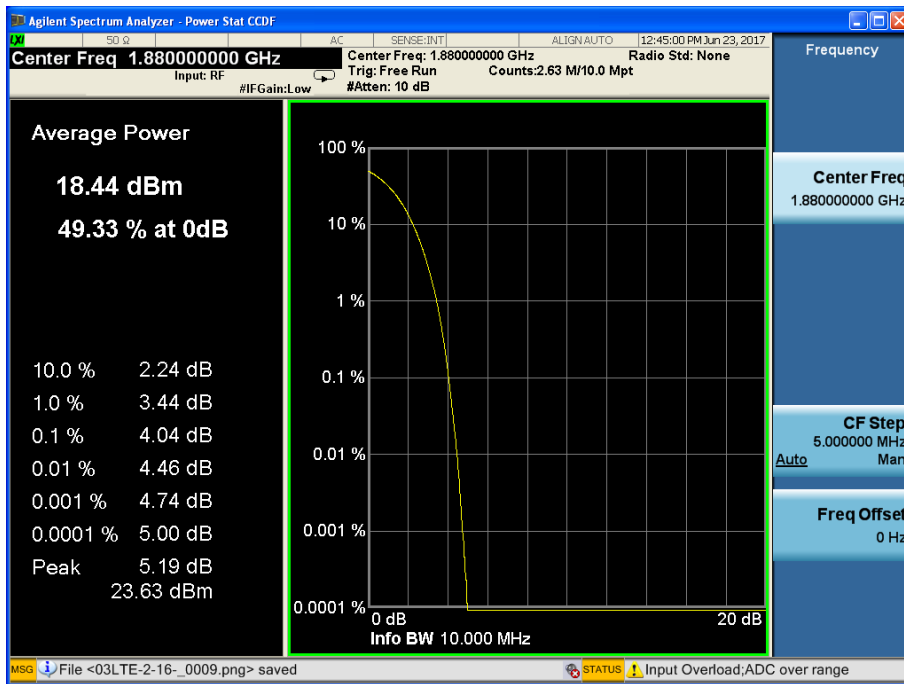 Agilent Spectrum Analyzer - Power Stat CCDF
LXI 50 Ω AC SENSE:INT ALIGN AUTO 12:45:00 PM Jun 23, 2017
Center Freq 1.880000000 GHz
Input: RF
#IFGain:Low
Center Freq: 1.880000000 GHz
Trig: Free Run Counts:2.63 M/10.0 Mpt
#Atten: 10 dB
Radio Std: None
Average Power
18.44 dBm
49.33 % at 0dB
10.0 % 2.24 dB
1.0 % 3.44 dB
0.1 % 4.04 dB
0.01 % 4.46 dB
0.001 % 4.74 dB
0.0001 % 5.00 dB
Peak 5.19 dB
23.63 dBm
100 %
10 %
1 %
0.1 %
0.01 %
0.001 %
0.0001 %
0 dB 20 dB
Info BW 10.000 MHz
Frequency
Center Freq
1.880000000 GHz
CF Step
5.000000 MHz
Auto Man
Freq Offset
0 Hz
MSG File <03LTE-2-16-_0009.png> saved
STATUS Input Overload;ADC over range